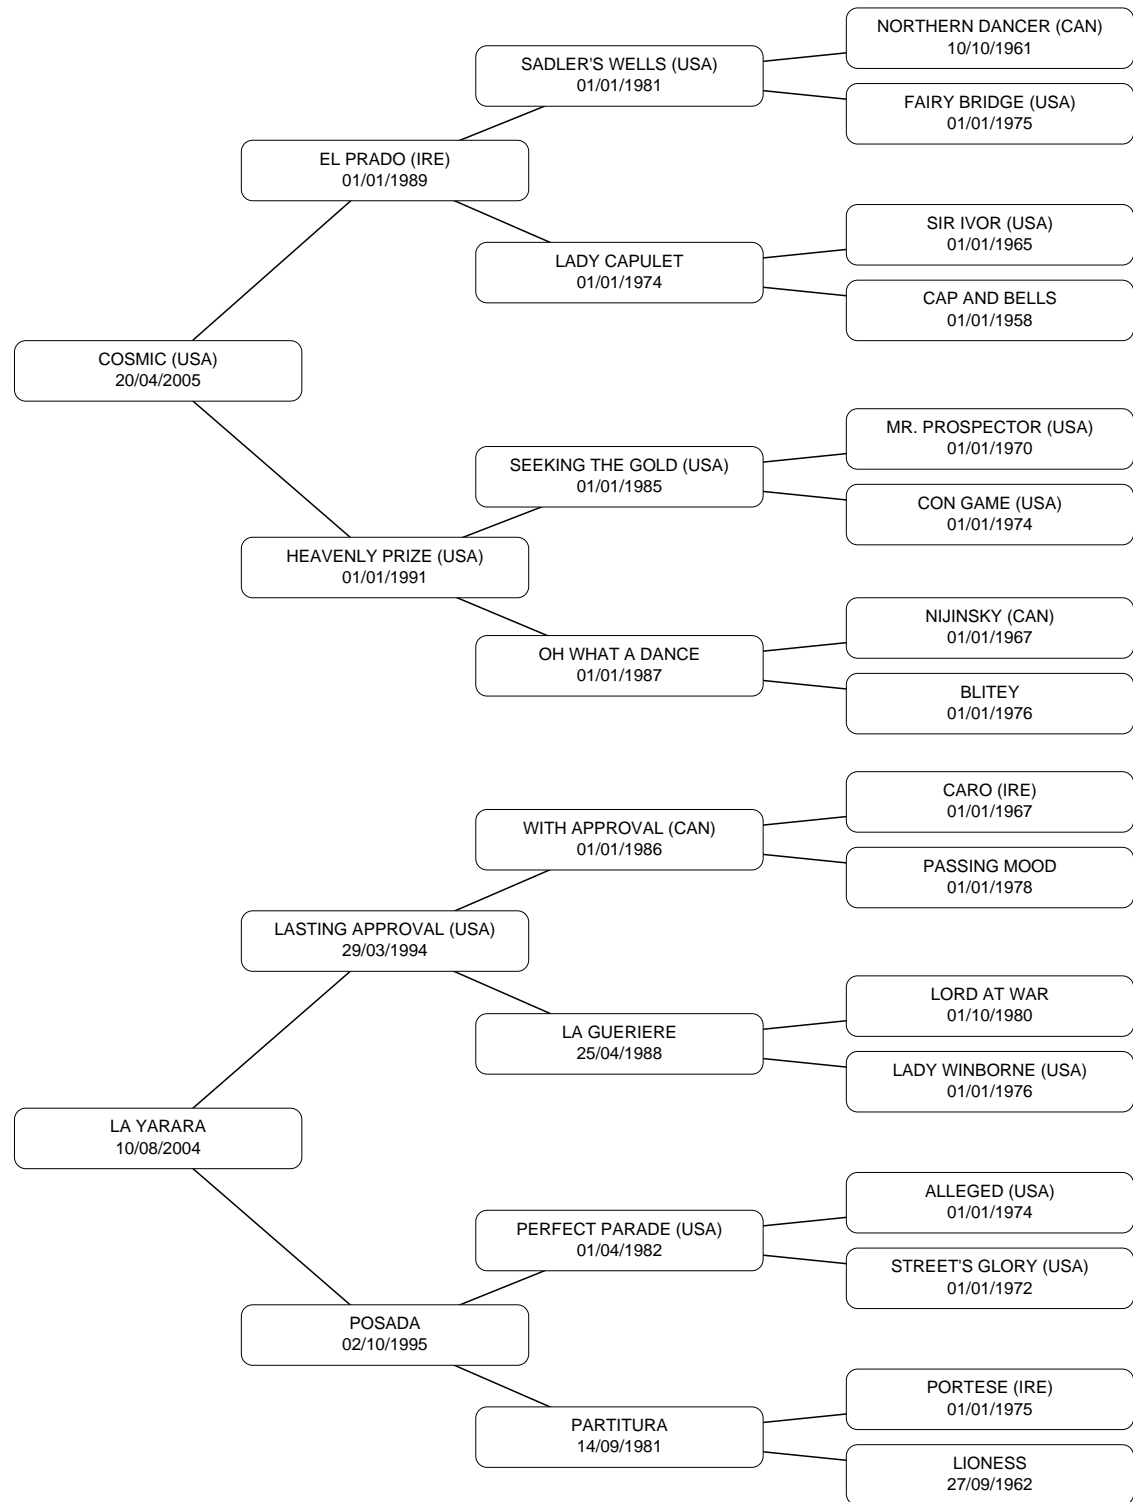 NORTHERN DANCER (CAN)
10/10/1961
SADLER'S WELLS (USA)
01/01/1981
FAIRY BRIDGE (USA)
01/01/1975
EL PRADO (IRE)
01/01/1989
SIR IVOR (USA)
01/01/1965
LADY CAPULET
01/01/1974
CAP AND BELLS
01/01/1958
COSMIC (USA)
20/04/2005
MR. PROSPECTOR (USA)
01/01/1970
SEEKING THE GOLD (USA)
01/01/1985
CON GAME (USA)
01/01/1974
HEAVENLY PRIZE (USA)
01/01/1991
NIJINSKY (CAN)
01/01/1967
OH WHAT A DANCE
01/01/1987
BLITEY
01/01/1976
CARO (IRE)
01/01/1967
WITH APPROVAL (CAN)
01/01/1986
PASSING MOOD
01/01/1978
LASTING APPROVAL (USA)
29/03/1994
LORD AT WAR
01/10/1980
LA GUERIERE
25/04/1988
LADY WINBORNE (USA)
01/01/1976
LA YARARA
10/08/2004
ALLEGED (USA)
01/01/1974
PERFECT PARADE (USA)
01/04/1982
STREET'S GLORY (USA)
01/01/1972
POSADA
02/10/1995
PORTESE (IRE)
01/01/1975
PARTITURA
14/09/1981
LIONESS
27/09/1962